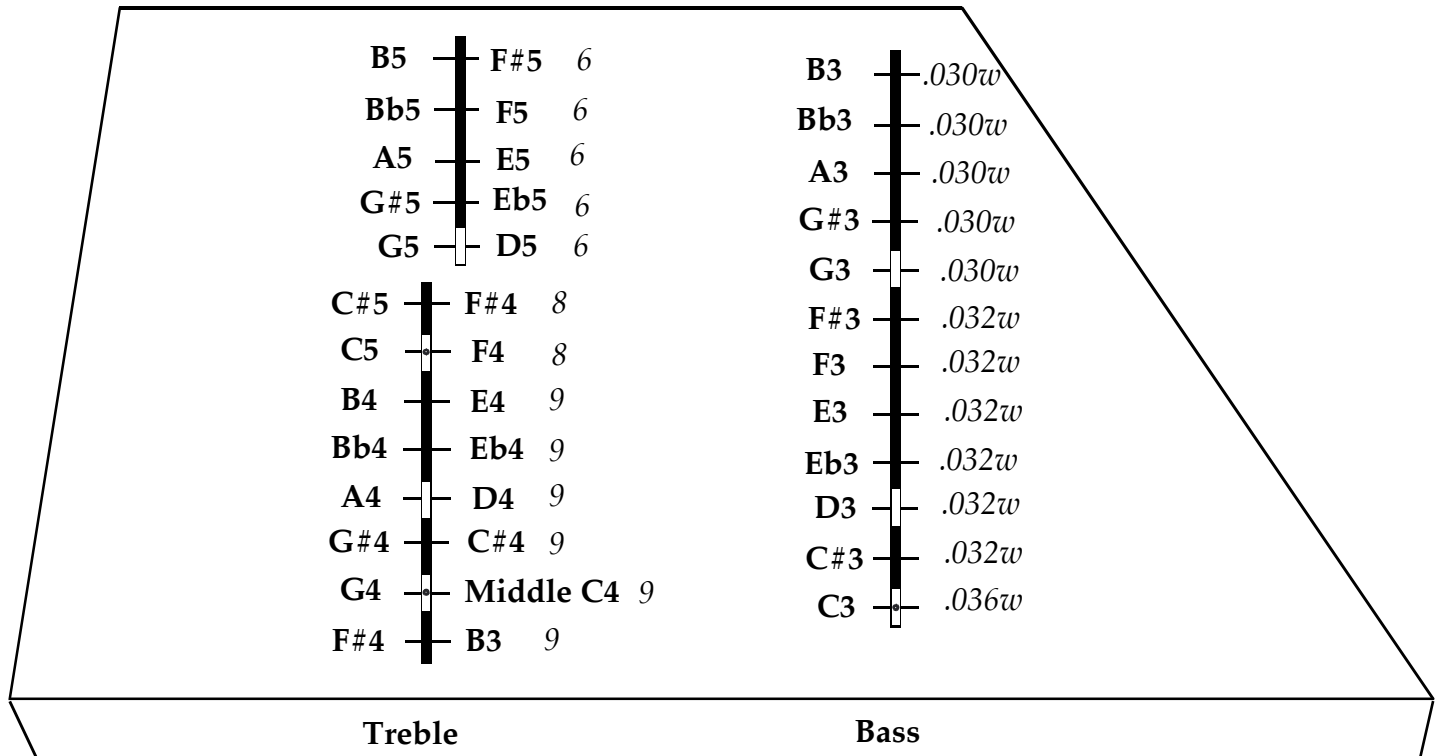 B5 F#5 6
Bb5 F5 6
A5 E5 6
G#5 Eb5 6
G5 D5 6
C#5 F#4 8
C5 F4 8
B4 E4 9
Bb4 Eb4 9
A4 D4 9
G#4 C#4 9
G4 Middle C4 9
F#4 B3 9
Treble
B3 .030w
Bb3 .030w
A3 .030w
G#3 .030w
G3 .030w
F#3 .032w
F3 .032w
E3 .032w
Eb3 .032w
D3 .032w
C#3 .032w
C3 .036w
Bass